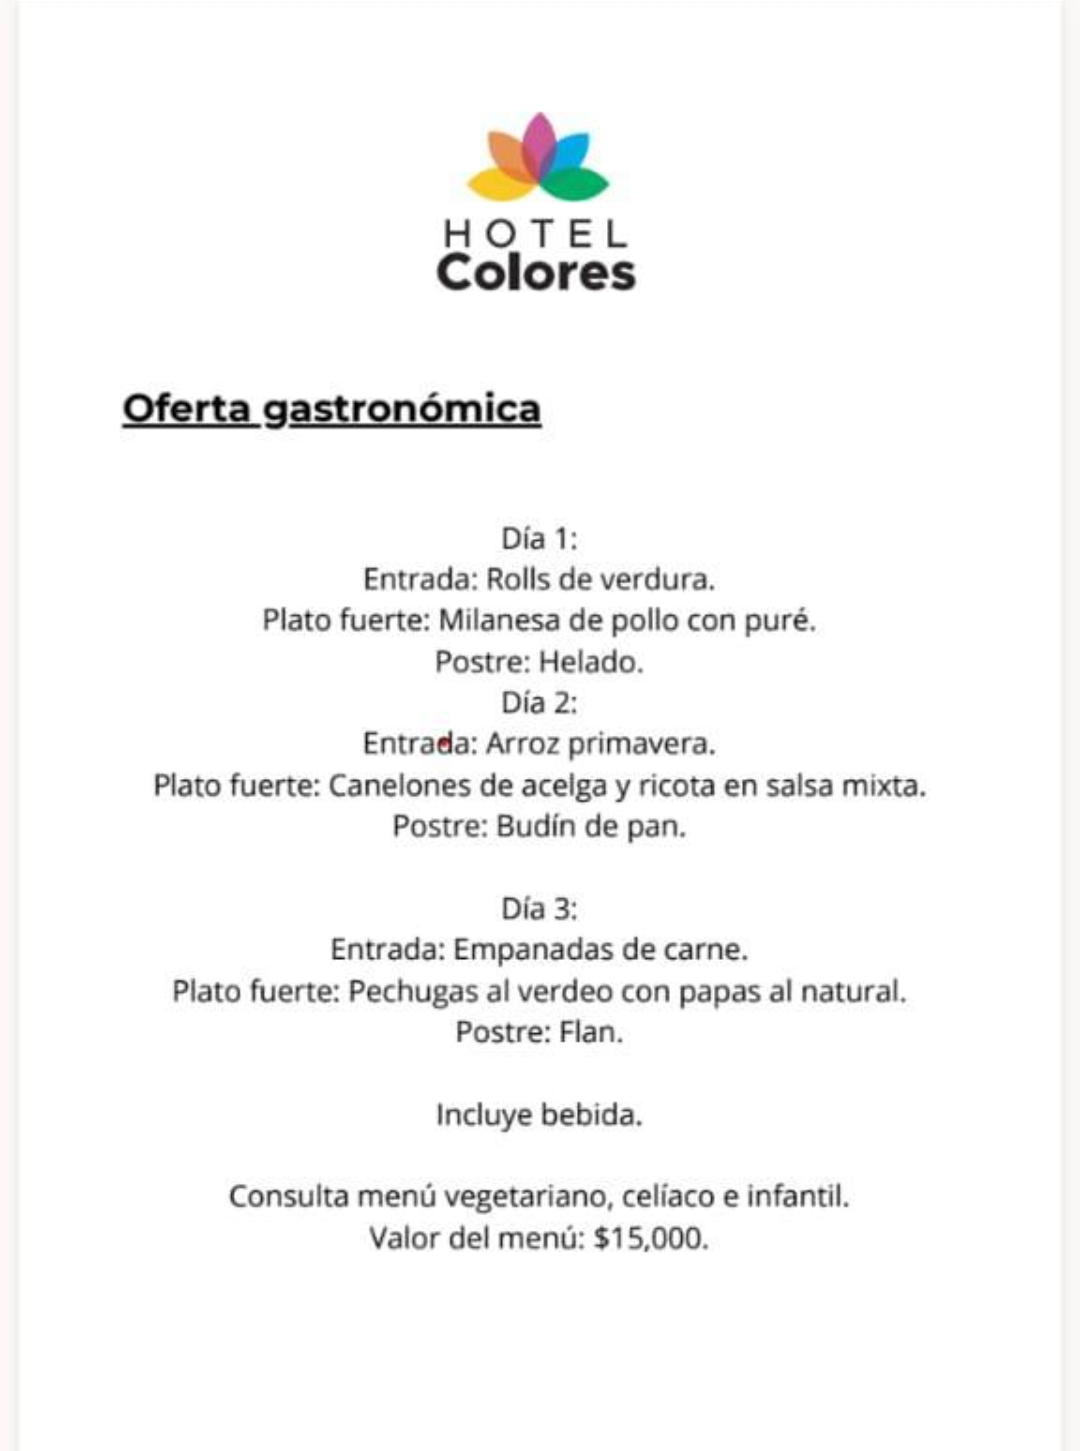 HOTEL
Colores
Oferta gastronómica
Día 1:
Entrada: Rolls de verdura.
Plato fuerte: Milanesa de pollo con puré.
Postre: Helado.
Día 2:
Entrada: Arroz primavera.
Plato fuerte: Canelones de acelga y ricota en salsa mixta.
Postre: Budín de pan.
Día 3:
Entrada: Empanadas de carne.
Plato fuerte: Pechugas al verdeo con papas al natural.
Postre: Flan.
Incluye bebida.
Consulta menú vegetariano, celíaco e infantil.
Valor del menú: $15,000.